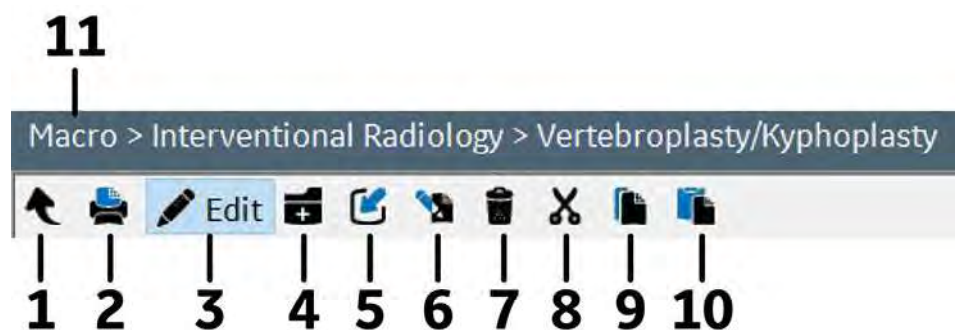 11
Macro > Interventional Radiology > Vertebroplasty/Kyphoplasty
Edit
1 2 3 4 5 6 7 8 9 10